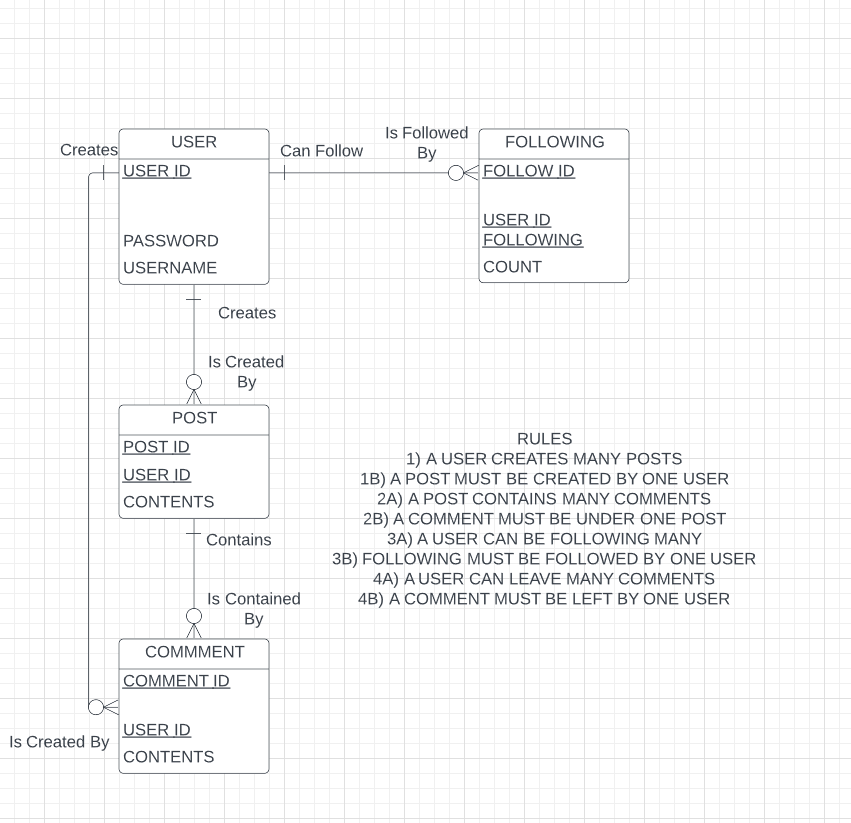 Creates
USER
USER ID
PASSWORD
USERNAME
Can Follow
Is Followed
By
FOLLOWING
FOLLOW ID
USER ID
FOLLOWING
COUNT
Creates
Is Created
By
POST
POST ID
USER ID
CONTENTS
Contains
Is Contained
By
COMMMENT
COMMENT ID
USER ID
CONTENTS
Is Created By
RULES
1) A USER CREATES MANY POSTS
1B) A POST MUST BE CREATED BY ONE USER
2A) A POST CONTAINS MANY COMMENTS
2B) A COMMENT MUST BE UNDER ONE POST
3A) A USER CAN BE FOLLOWING MANY
3B) FOLLOWING MUST BE FOLLOWED BY ONE USER
4A) A USER CAN LEAVE MANY COMMENTS
4B) A COMMENT MUST BE LEFT BY ONE USER